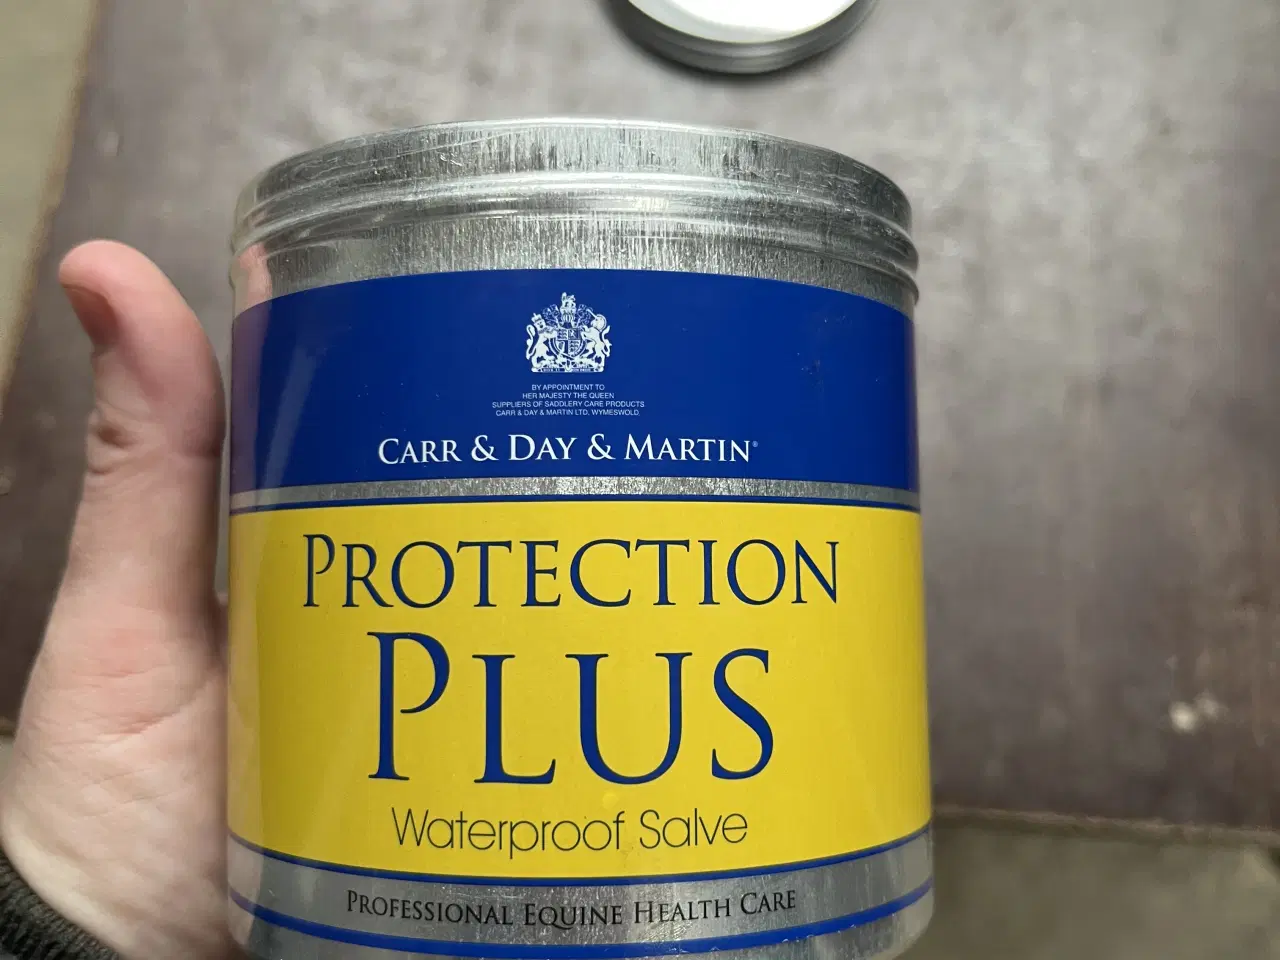 BY APPOINTMENT TO
HER MAJESTY THE QUEEN
SUPPLIERS OF SADDLERY CARE PRODUCTS
CARR & DAY & MARTIN LTD, WYMESWOLD,
CARR & DAY & MARTIN®
PROTECTION
PLUS
Waterproof Salve
PROFESSIONAL EQUINE HEALTH CARE